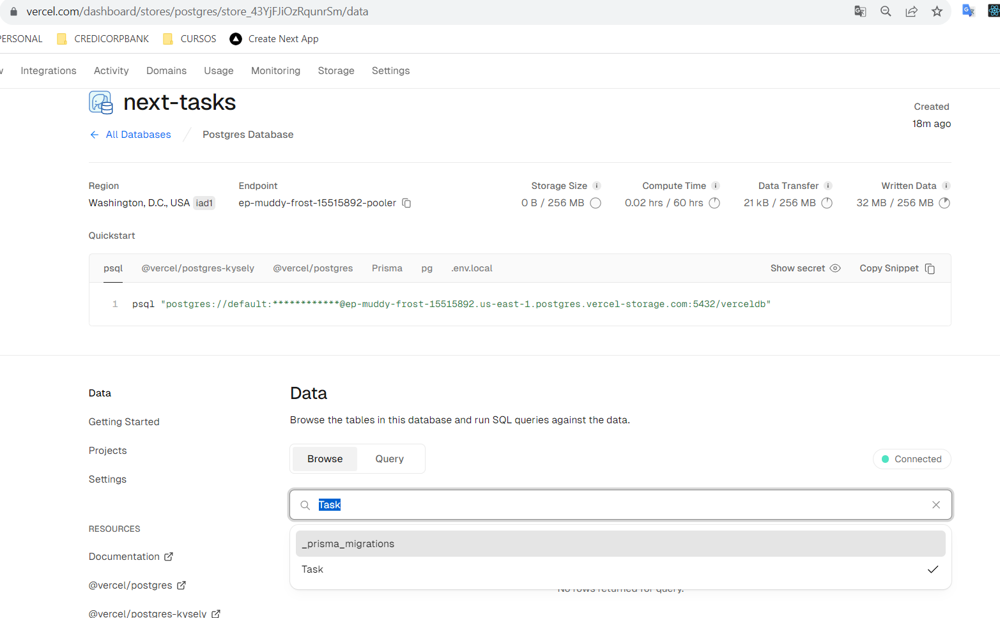 vercel.com/dashboard/stores/postgres/store_43YjFJiOzRqunrSm/data
PERSONAL CREDICORPBANK CURSOS Create Next App
Integrations Activity Domains Usage Monitoring Storage Settings
next-tasks
Created
18m ago
← All Databases / Postgres Database
Region Endpoint Storage Size Compute Time Data Transfer Written Data
Washington, D.C., USA iad1 ep-muddy-frost-15515892-pooler 0 B / 256 MB 0.02 hrs / 60 hrs 21 kB / 256 MB 32 MB / 256 MB
Quickstart
psql @vercel/postgres-kysely @vercel/postgres Prisma pg .env.local Show secret Copy Snippet
1 psql "postgres://default:************@ep-muddy-frost-15515892.us-east-1.postgres.vercel-storage.com:5432/verceldb"
Data
Getting Started
Projects
Settings
RESOURCES
Documentation
@vercel/postgres
@vercel/postgres-kysely
Data
Browse the tables in this database and run SQL queries against the data.
Browse Query Connected
Task
_prisma_migrations
Task
No rows returned for query.